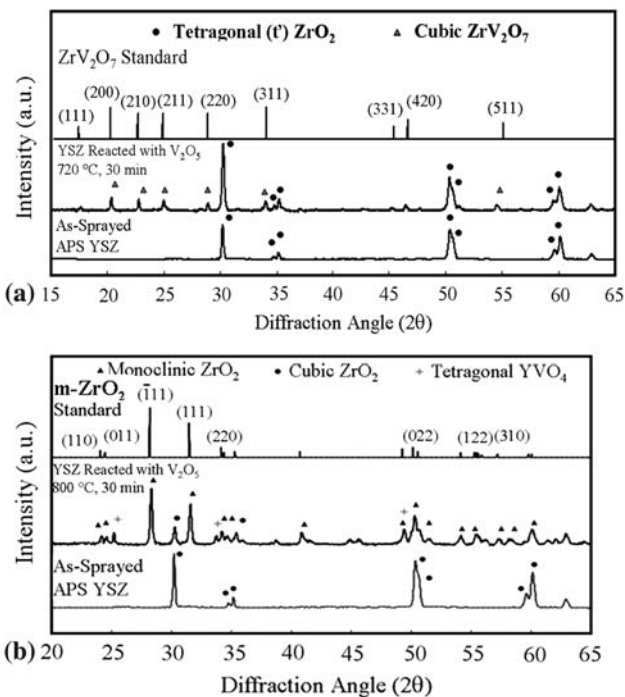 ● Tetragonal (t') ZrO₂ ▲ Cubic ZrV₂O₇
ZrV₂O₇ Standard
(111) (200) (210) (211) (220) (311) (331) (420) (511)
YSZ Reacted with V₂O₅
720 °C, 30 min
As-Sprayed
APS YSZ
Intensity (a.u.)
(a)
15 20 25 30 35 40 45 50 55 60 65
Diffraction Angle (2θ)
▲ Monoclinic ZrO₂ ● Cubic ZrO₂ + Tetragonal YVO₄
m-ZrO₂
Standard
(110) (011) (1̄11) (111) (220) (022) (122) (310)
YSZ Reacted with V₂O₅
800 °C, 30 min
As-Sprayed
APS YSZ
Intensity (a.u.)
(b)
20 25 30 35 40 45 50 55 60 65
Diffraction Angle (2θ)